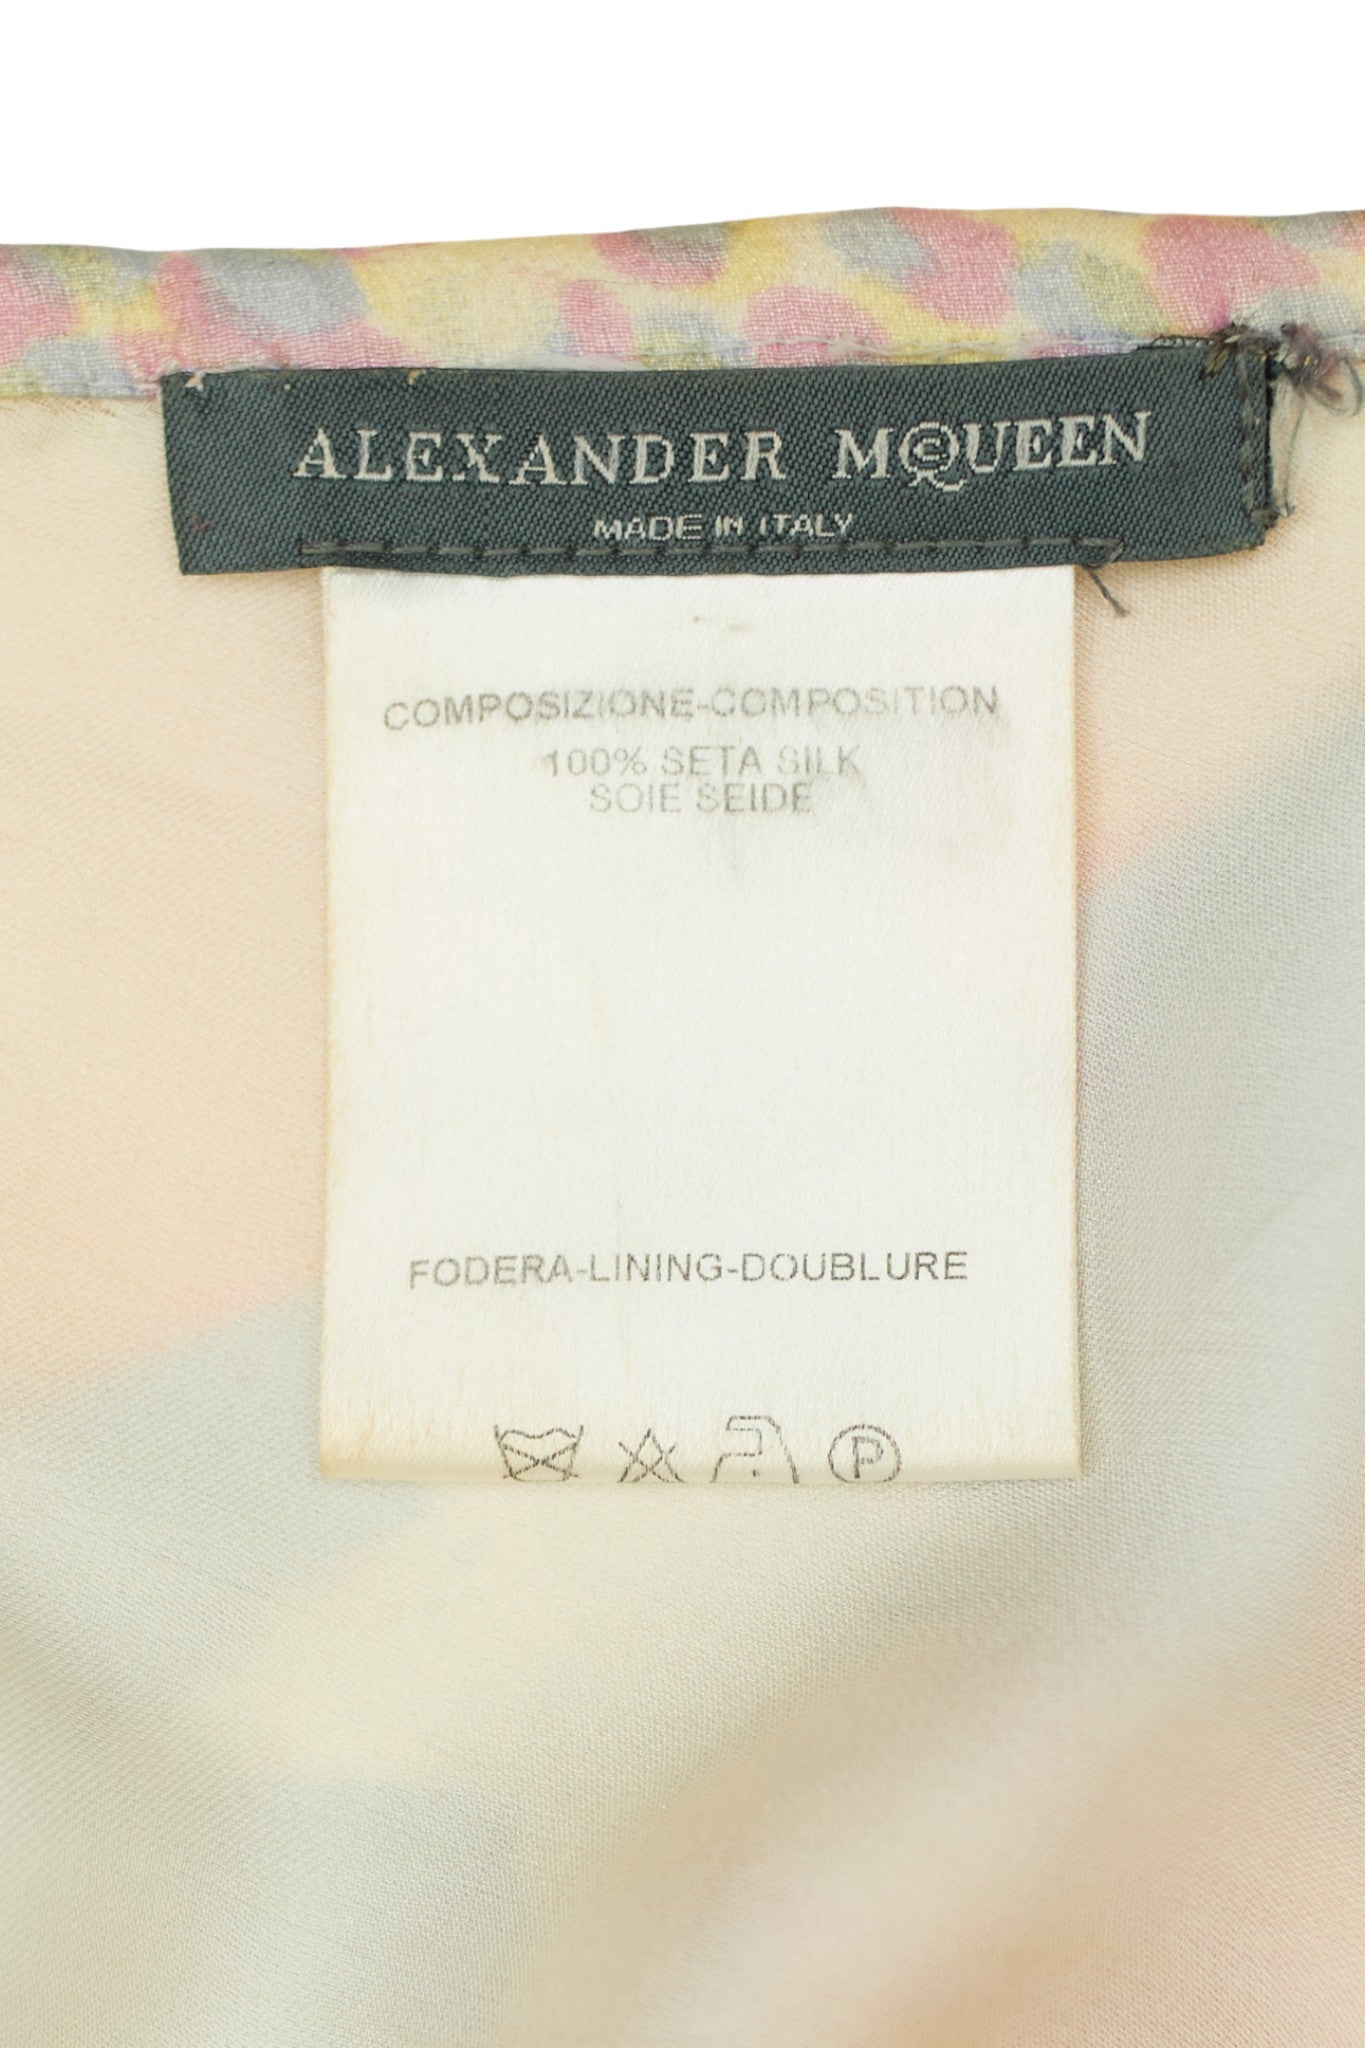 ALEXANDER MCQUEEN
MADE IN ITALY
COMPOSIZIONE-COMPOSITION
100% SETA SILK
SOIE SEIDE
FODERA-LINING-DOUBLURE
P